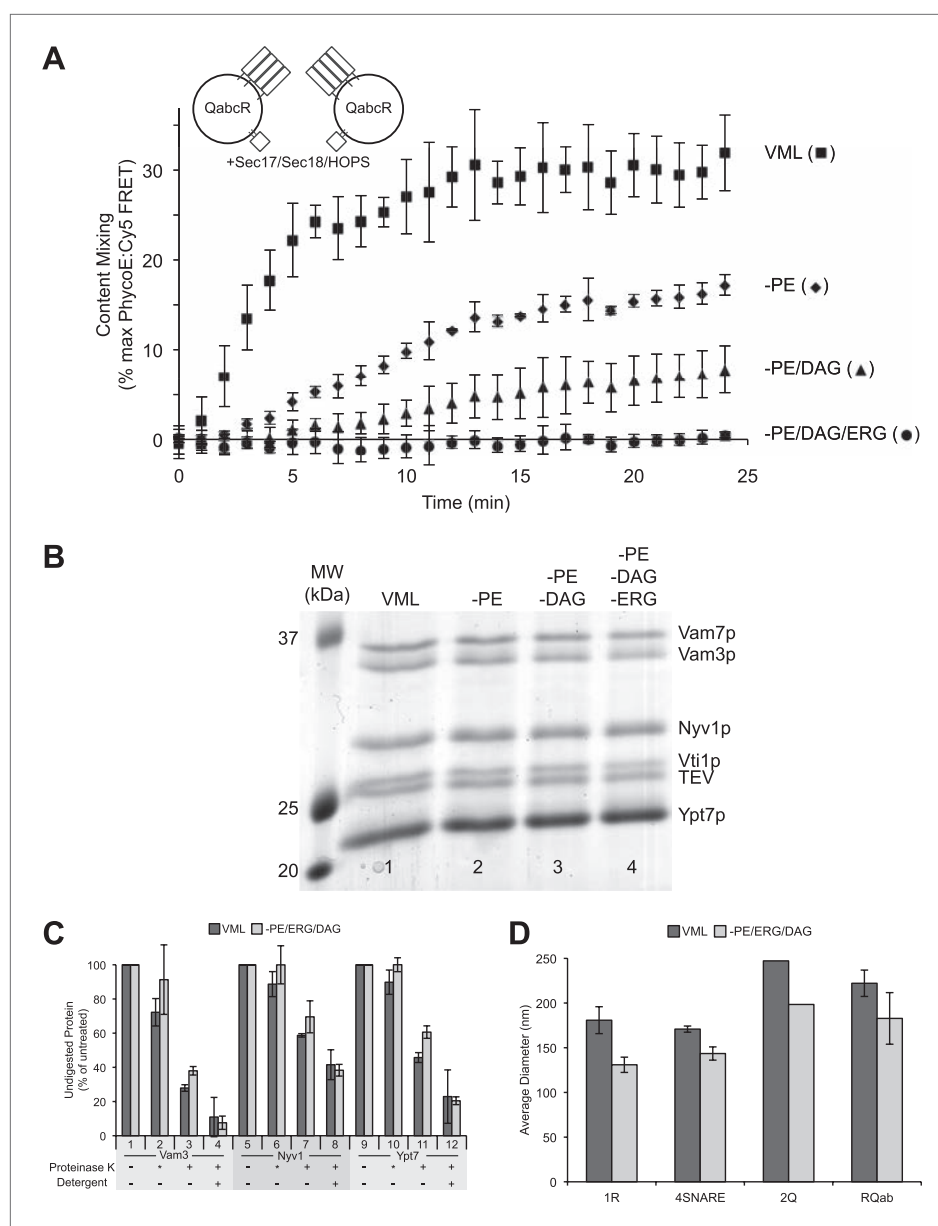 A
QabcR
QabcR
+Sec17/Sec18/HOPS
Content Mixing
(% max PhycoE:Cy5 FRET)
30
20
10
0
0
5
10
15
20
25
Time (min)
VML (■)
-PE (◆)
-PE/DAG (▲)
-PE/DAG/ERG (●)
B
MW
(kDa)
VML
-PE
-PE
-DAG
-PE
-DAG
-ERG
37
25
20
Vam7p
Vam3p
Nyv1p
Vti1p
TEV
Ypt7p
1
2
3
4
C
VML
-PE/ERG/DAG
Undigested Protein
(% of untreated)
100
80
60
40
20
0
1 2 3 4 5 6 7 8 9 10 11 12
Vam3
Nyv1
Ypt7
Proteinase K - * + + - * + + - * + +
Detergent - - - + - - - + - - - +
D
VML
-PE/ERG/DAG
Average Diameter (nm)
250
200
150
100
50
0
1R
4SNARE
2Q
RQab